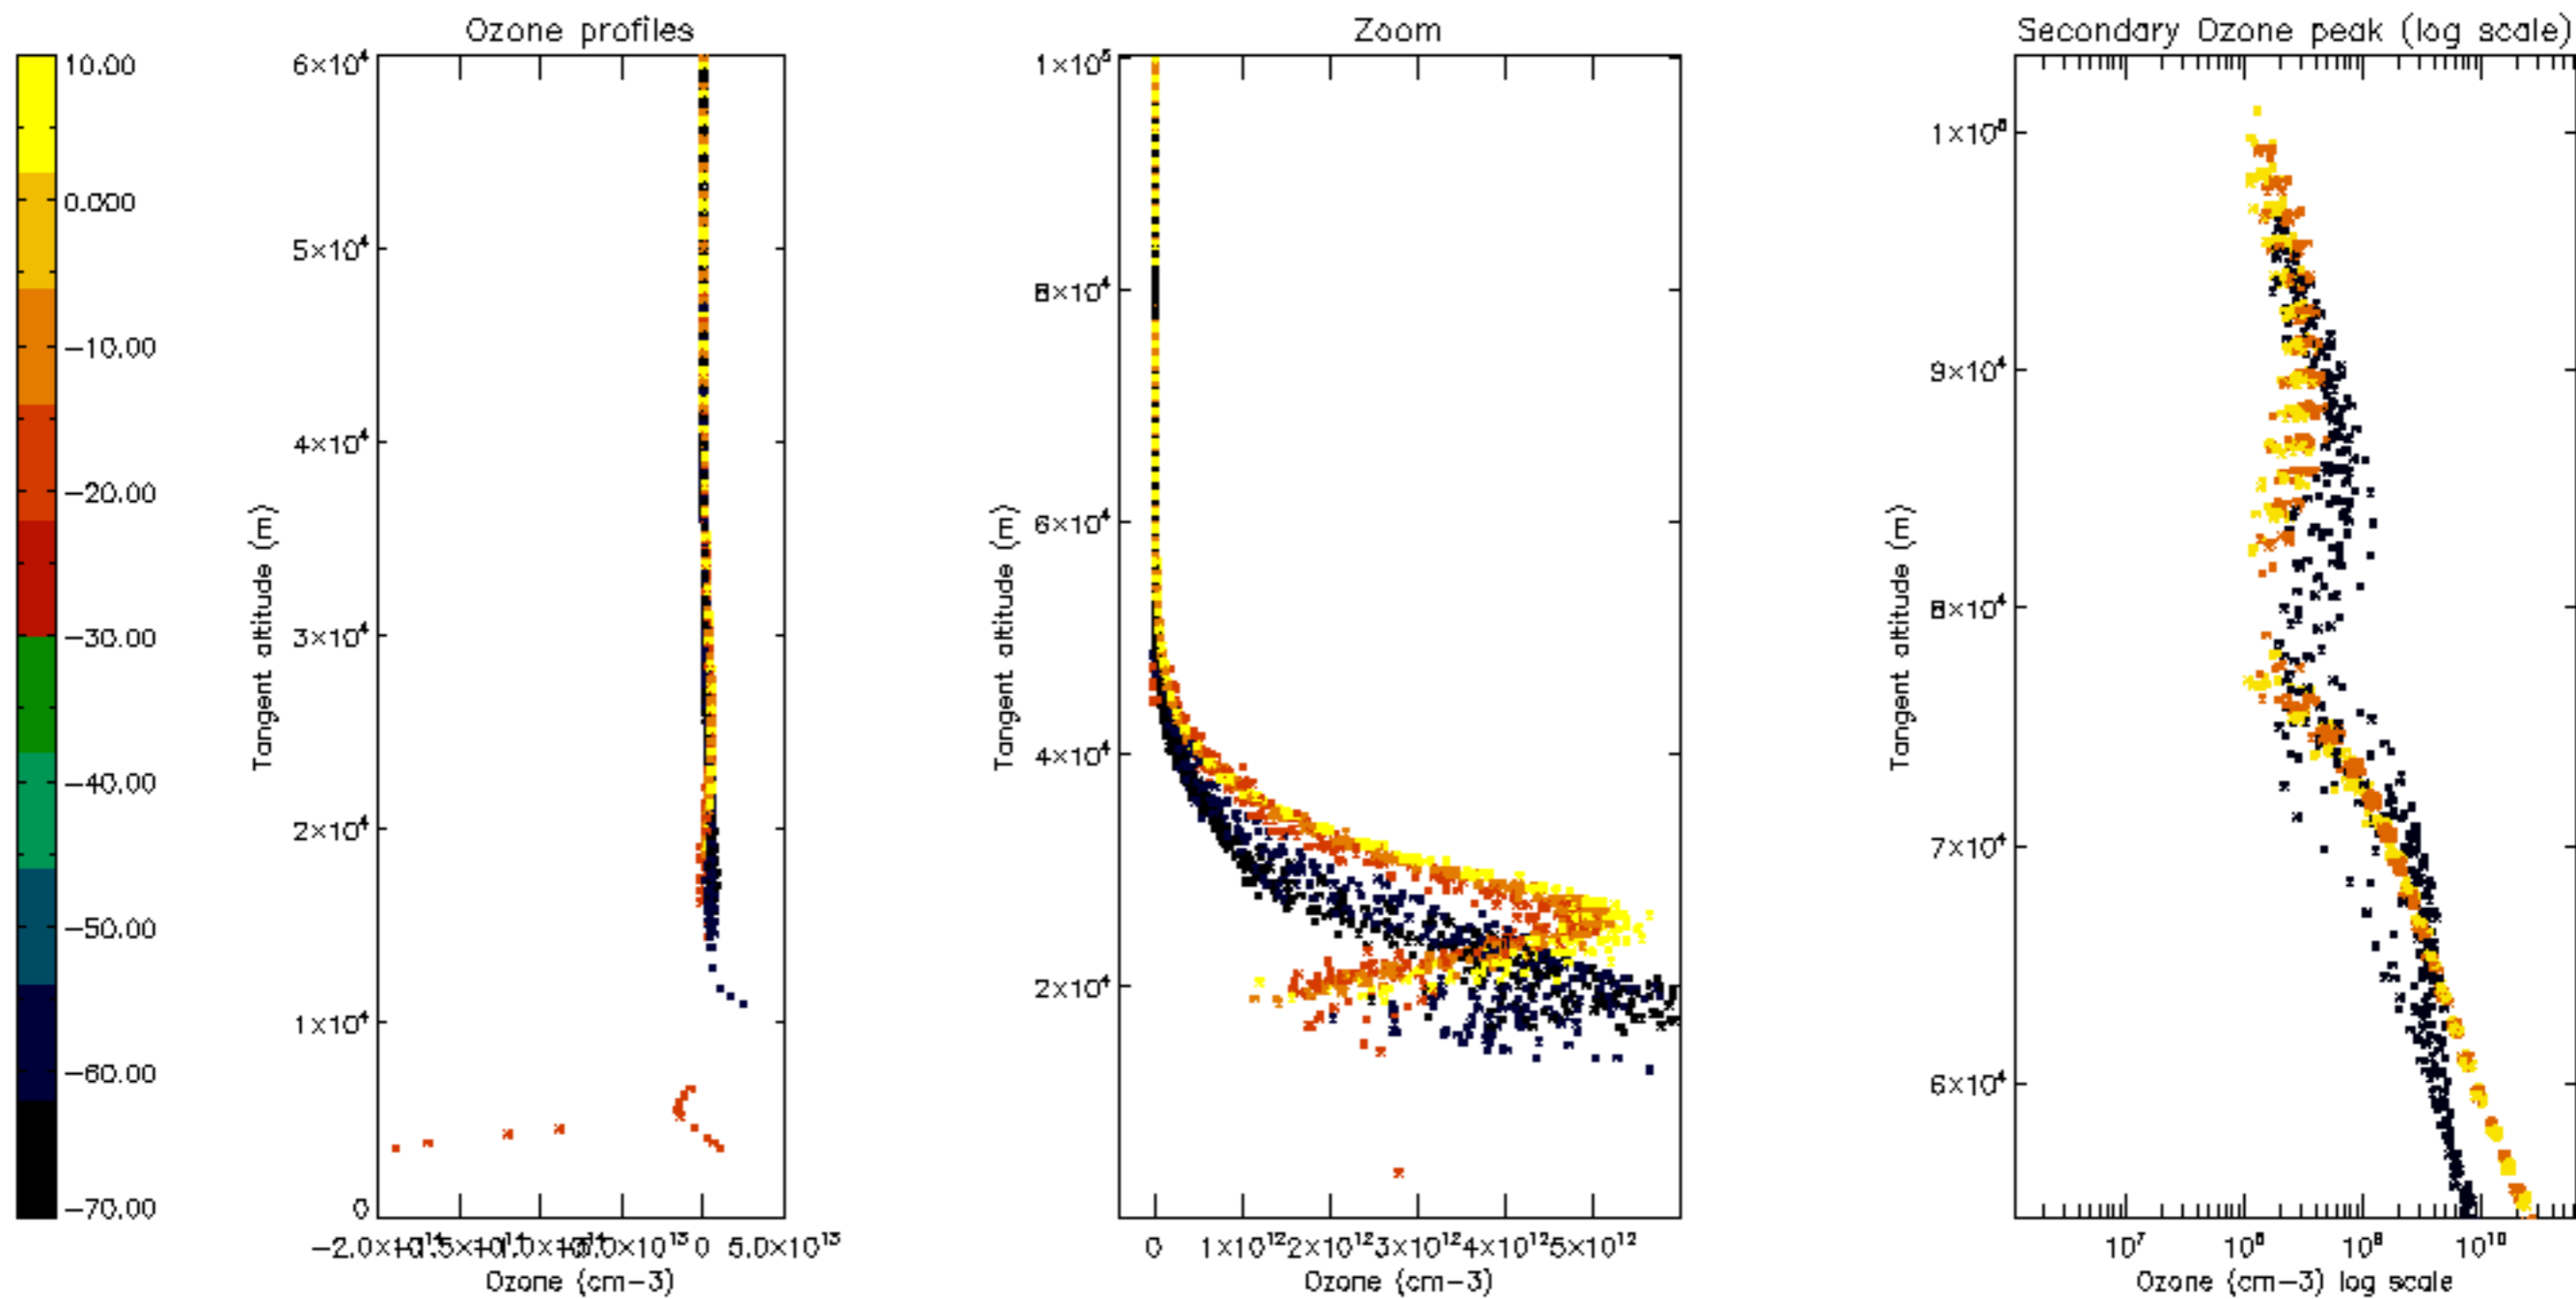 Ozone profiles
Zoom
Secondary Ozone peak (log scale)
10.00
0.000
−10.00
−20.00
−30.00
−40.00
−50.00
−60.00
−70.00
Tangent altitude (m)
6×10⁴
5×10⁴
4×10⁴
3×10⁴
2×10⁴
1×10⁴
0
0 5.0×10¹³
Ozone (cm−3)
Tangent altitude (m)
1×10⁵
8×10⁴
6×10⁴
4×10⁴
2×10⁴
0 1×10¹² 2×10¹² 3×10¹² 4×10¹² 5×10¹²
Ozone (cm−3)
Tangent altitude (m)
9×10⁴
8×10⁴
7×10⁴
6×10⁴
10⁷ 10⁸ 10⁹ 10¹⁰
Ozone (cm−3) log scale